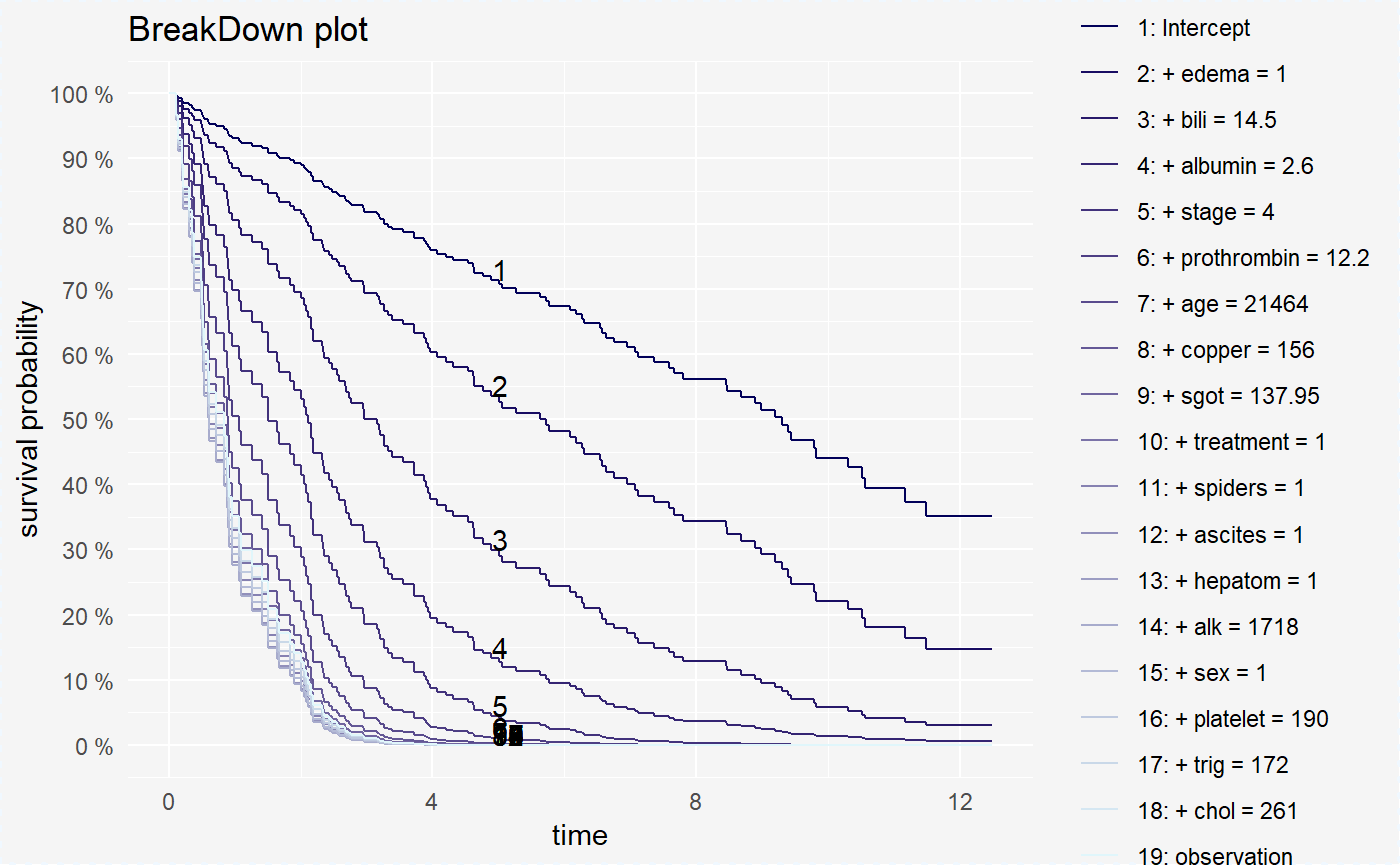 BreakDown plot
survival probability
100 %
90 %
80 %
70 %
60 %
50 %
40 %
30 %
20 %
10 %
0 %
1
2
3
4
5
0
4
8
12
time
1: Intercept
2: + edema = 1
3: + bili = 14.5
4: + albumin = 2.6
5: + stage = 4
6: + prothrombin = 12.2
7: + age = 21464
8: + copper = 156
9: + sgot = 137.95
10: + treatment = 1
11: + spiders = 1
12: + ascites = 1
13: + hepatom = 1
14: + alk = 1718
15: + sex = 1
16: + platelet = 190
17: + trig = 172
18: + chol = 261
19: observation